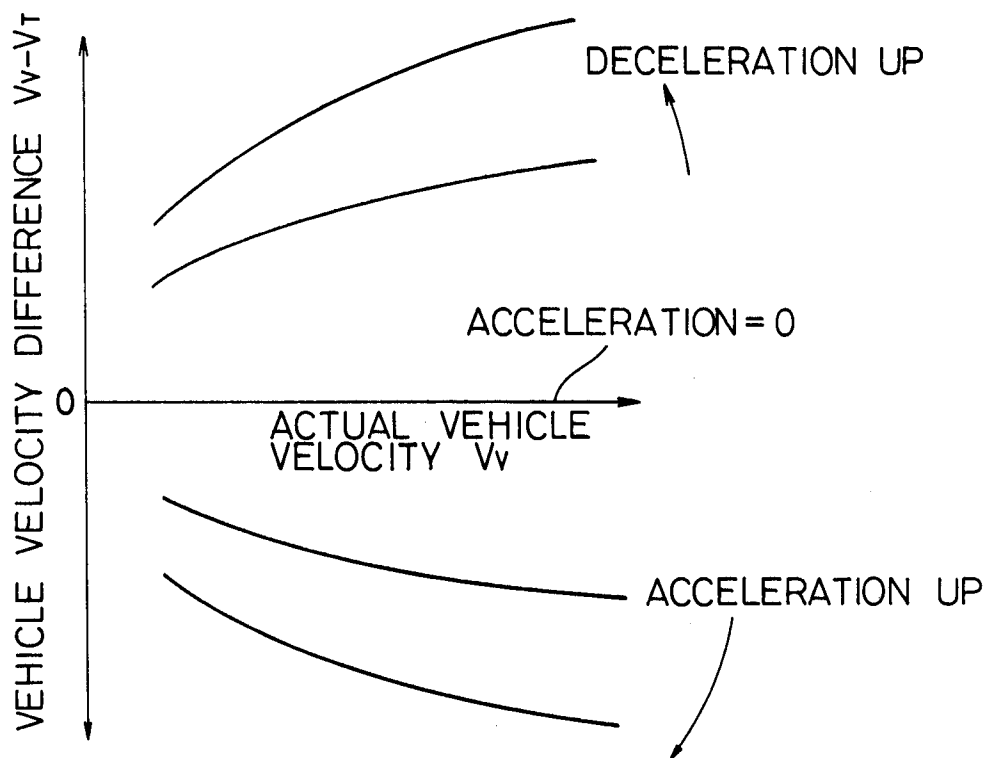 VEHICLE VELOCITY DIFFERENCE Vv-VT
DECELERATION UP
ACCELERATION=0
0
ACTUAL VEHICLE
VELOCITY Vv
ACCELERATION UP